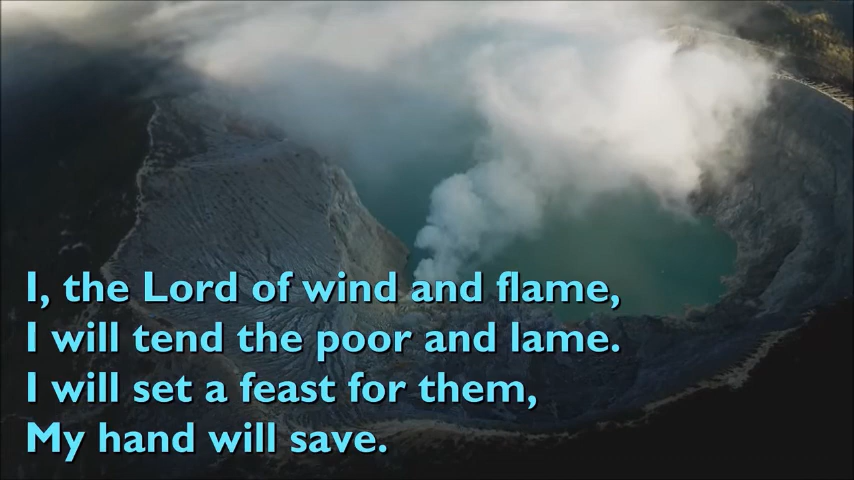 I, the Lord of wind and flame,
I will tend the poor and lame.
I will set a feast for them,
My hand will save.